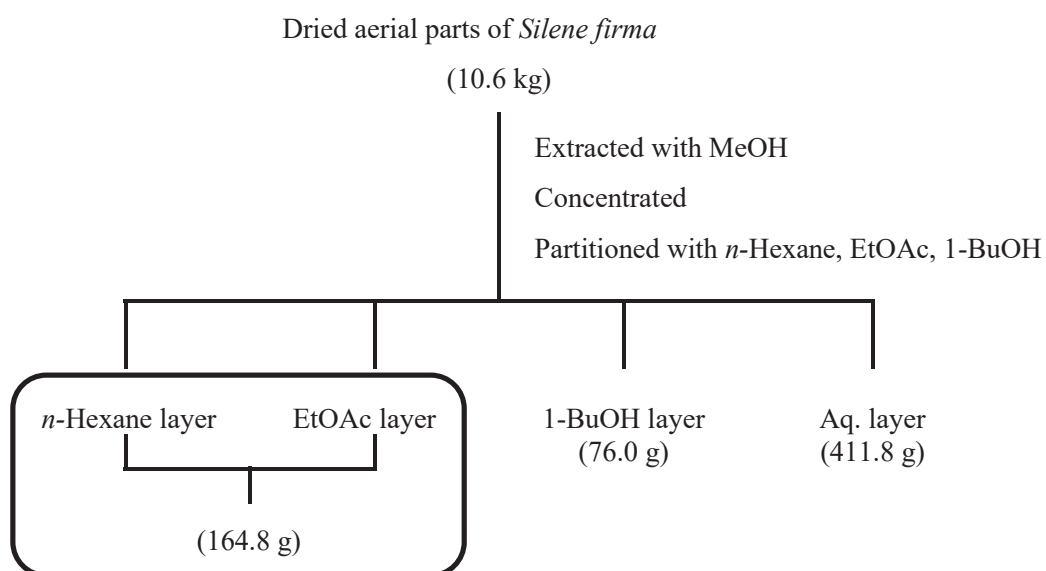 Dried aerial parts of Silene firma
(10.6 kg)
Extracted with MeOH
Concentrated
Partitioned with n-Hexane, EtOAc, 1-BuOH
n-Hexane layer
EtOAc layer
1-BuOH layer
(76.0 g)
Aq. layer
(411.8 g)
(164.8 g)